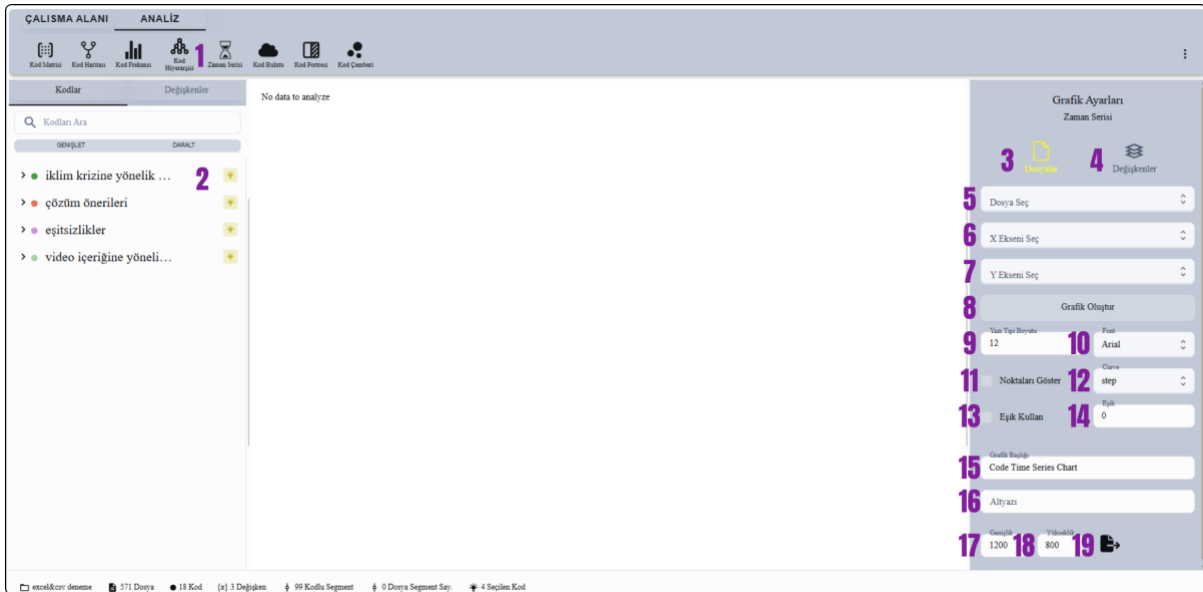 ÇALISMA ALANI ANALİZ
Kod Matrisi Kod Haritası Kod Frekansı Kod Hiyerarşisi 1 Zaman Serisi Kod Bulutu Kod Portresi Kod Çemberi
Kodlar Değişkenler
Kodları Ara
GENİŞLET DARALT
iklim krizine yönelik ... 2
çözüm önerileri
eşitsizlikler
video içeriğine yöneli...
No data to analyze
Grafik Ayarları
Zaman Serisi
3 Dosyalar 4 Değişkenler
5 Dosya Seç
6 X Ekseni Seç
7 Y Ekseni Seç
8 Grafik Oluştur
Yazı Tipi Boyutu Font
9 12 10 Arial
Curve
11 Noktaları Göster 12 step
Eşik
13 Eşik Kullan 14 0
Grafik Başlığı
15 Code Time Series Chart
16 Altyazı
Genişlik Yükseklik
17 1200 18 800 19
excel&csv deneme 571 Dosya 18 Kod {x} 3 Değişken 99 Kodlu Segment 0 Dosya Segment Say. 4 Seçilen Kod